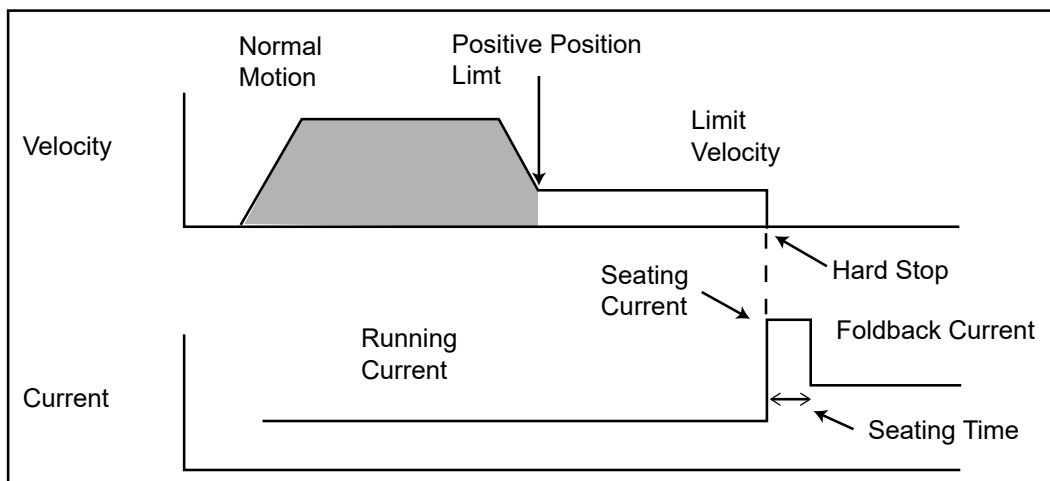 Normal
Motion
Positive Position
Limt
Velocity
Limit
Velocity
Hard Stop
Seating
Current
Foldback Current
Running
Current
Current
Seating Time